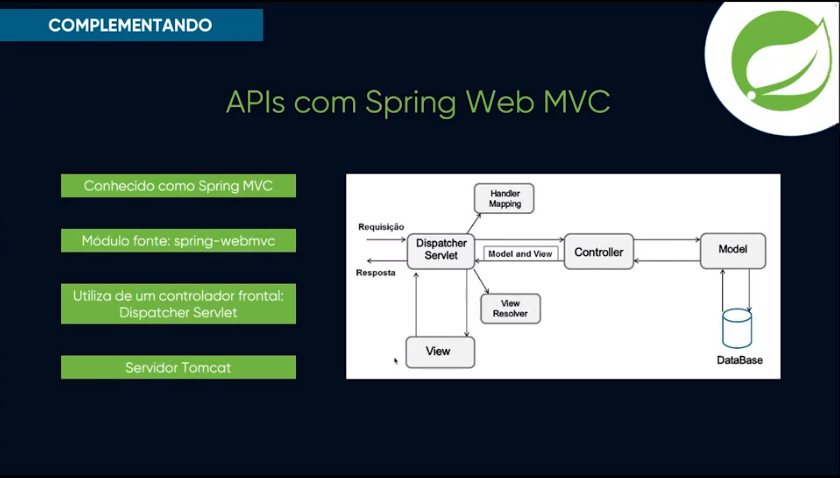 COMPLEMENTANDO
APIs com Spring Web MVC
Conhecido como Spring MVC
Módulo fonte: spring-webmvc
Utiliza de um controlador frontal:
Dispatcher Servlet
Servidor Tomcat
Handler
Mapping
Requisição
Dispatcher
Servlet
Model and View
Controller
Model
Resposta
View
Resolver
View
DataBase